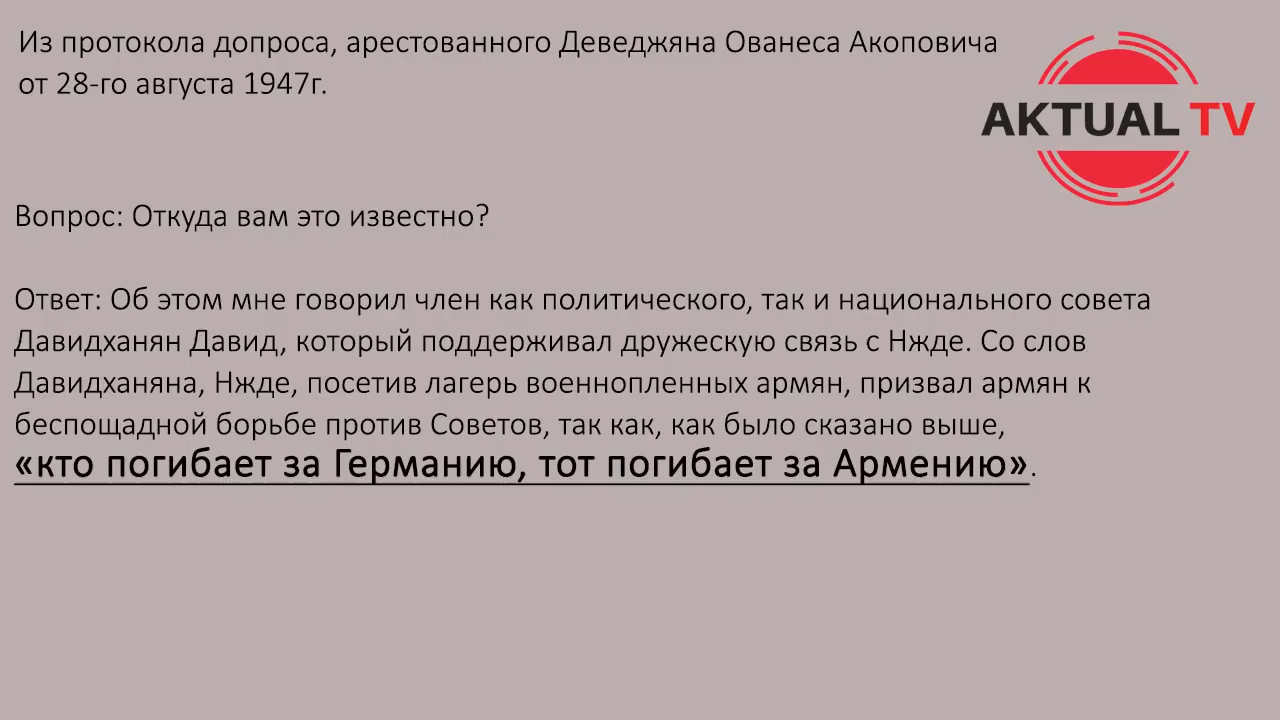 Из протокола допроса, арестованного Деведжяна Ованеса Акоповича
от 28-го августа 1947г.
AKTUAL TV
Вопрос: Откуда вам это известно?
Ответ: Об этом мне говорил член как политического, так и национального совета
Давидханян Давид, который поддерживал дружескую связь с Нжде. Со слов
Давидханяна, Нжде, посетив лагерь военнопленных армян, призвал армян к
беспощадной борьбе против Советов, так как, как было сказано выше,
«кто погибает за Германию, тот погибает за Армению».